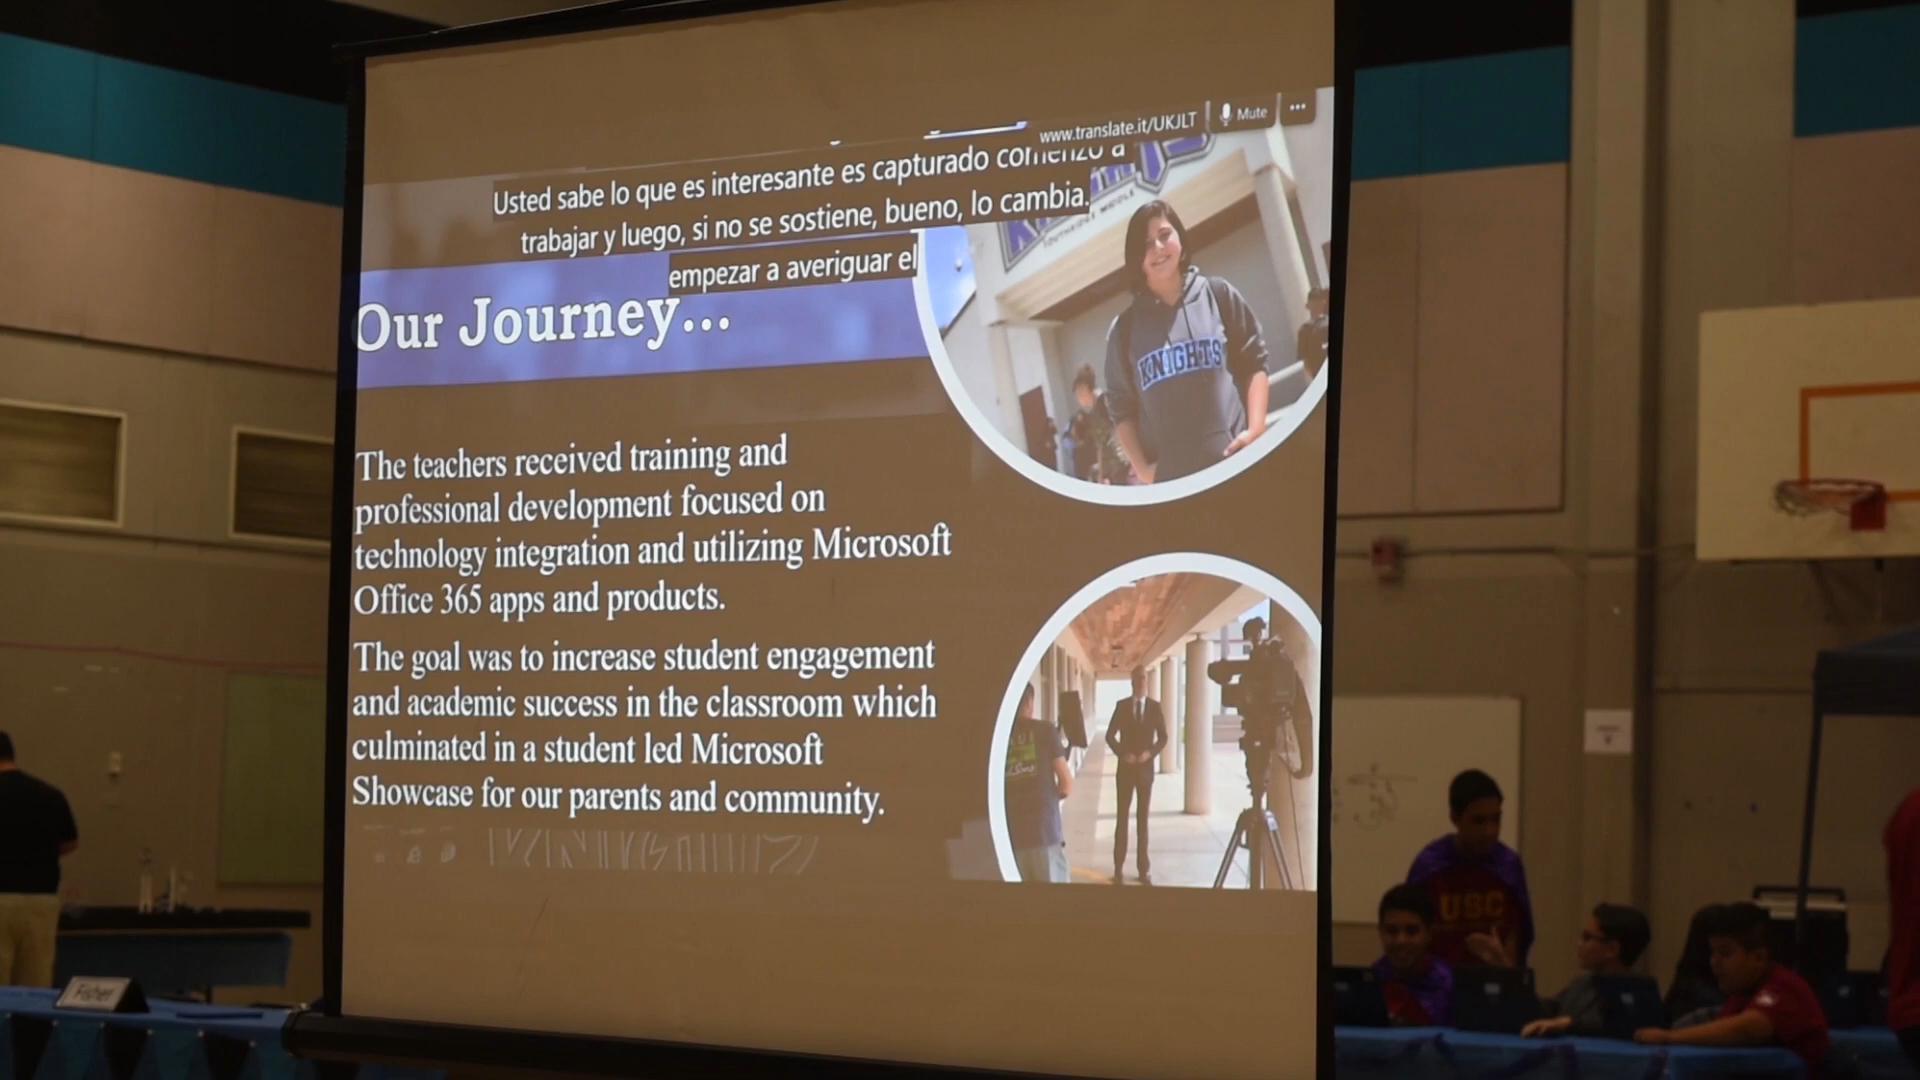 www.translate.it/UKJLT
Mute
Usted sabe lo que es interesante es capturado comienzo a
trabajar y luego, si no se sostiene, bueno, lo cambia.
empezar a averiguar el
Our Journey...
KNIGHTS
The teachers received training and
professional development focused on
technology integration and utilizing Microsoft
Office 365 apps and products.
The goal was to increase student engagement
and academic success in the classroom which
culminated in a student led Microsoft
Showcase for our parents and community.
USC
Fisher